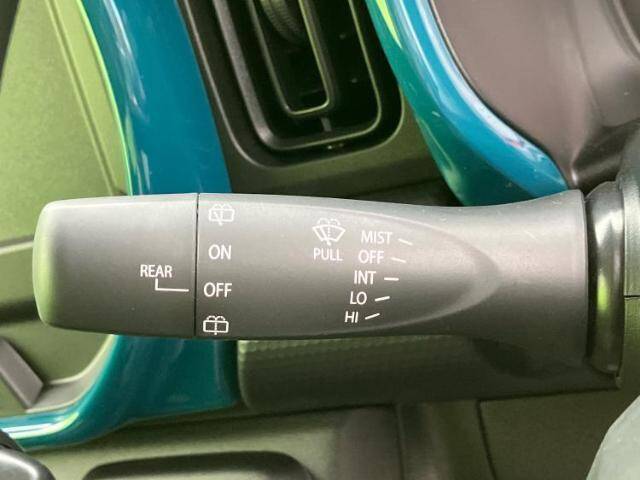 REAR
ON
OFF
PULL
MIST
OFF
INT
LO
HI